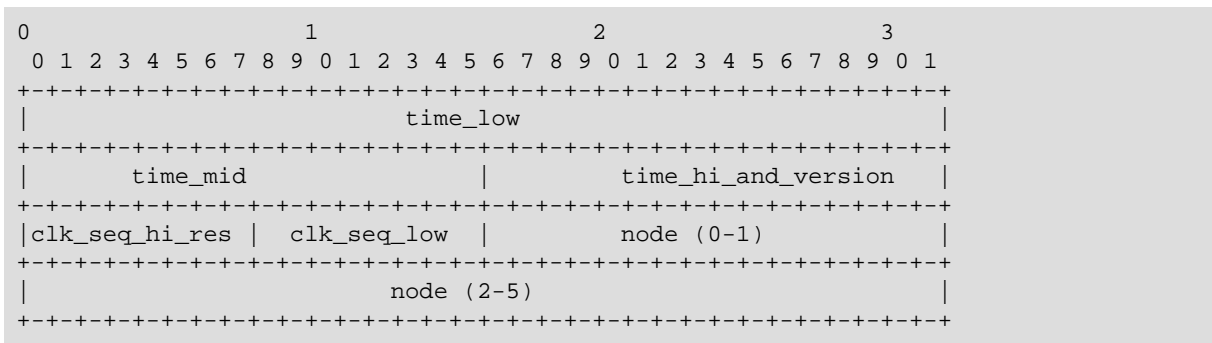 0                   1                   2                   3
 0 1 2 3 4 5 6 7 8 9 0 1 2 3 4 5 6 7 8 9 0 1 2 3 4 5 6 7 8 9 0 1
+-+-+-+-+-+-+-+-+-+-+-+-+-+-+-+-+-+-+-+-+-+-+-+-+-+-+-+-+-+-+-+-+
|                          time_low                             |
+-+-+-+-+-+-+-+-+-+-+-+-+-+-+-+-+-+-+-+-+-+-+-+-+-+-+-+-+-+-+-+-+
|       time_mid                |         time_hi_and_version   |
+-+-+-+-+-+-+-+-+-+-+-+-+-+-+-+-+-+-+-+-+-+-+-+-+-+-+-+-+-+-+-+-+
|clk_seq_hi_res |  clk_seq_low  |         node (0-1)            |
+-+-+-+-+-+-+-+-+-+-+-+-+-+-+-+-+-+-+-+-+-+-+-+-+-+-+-+-+-+-+-+-+
|                         node (2-5)                            |
+-+-+-+-+-+-+-+-+-+-+-+-+-+-+-+-+-+-+-+-+-+-+-+-+-+-+-+-+-+-+-+-+